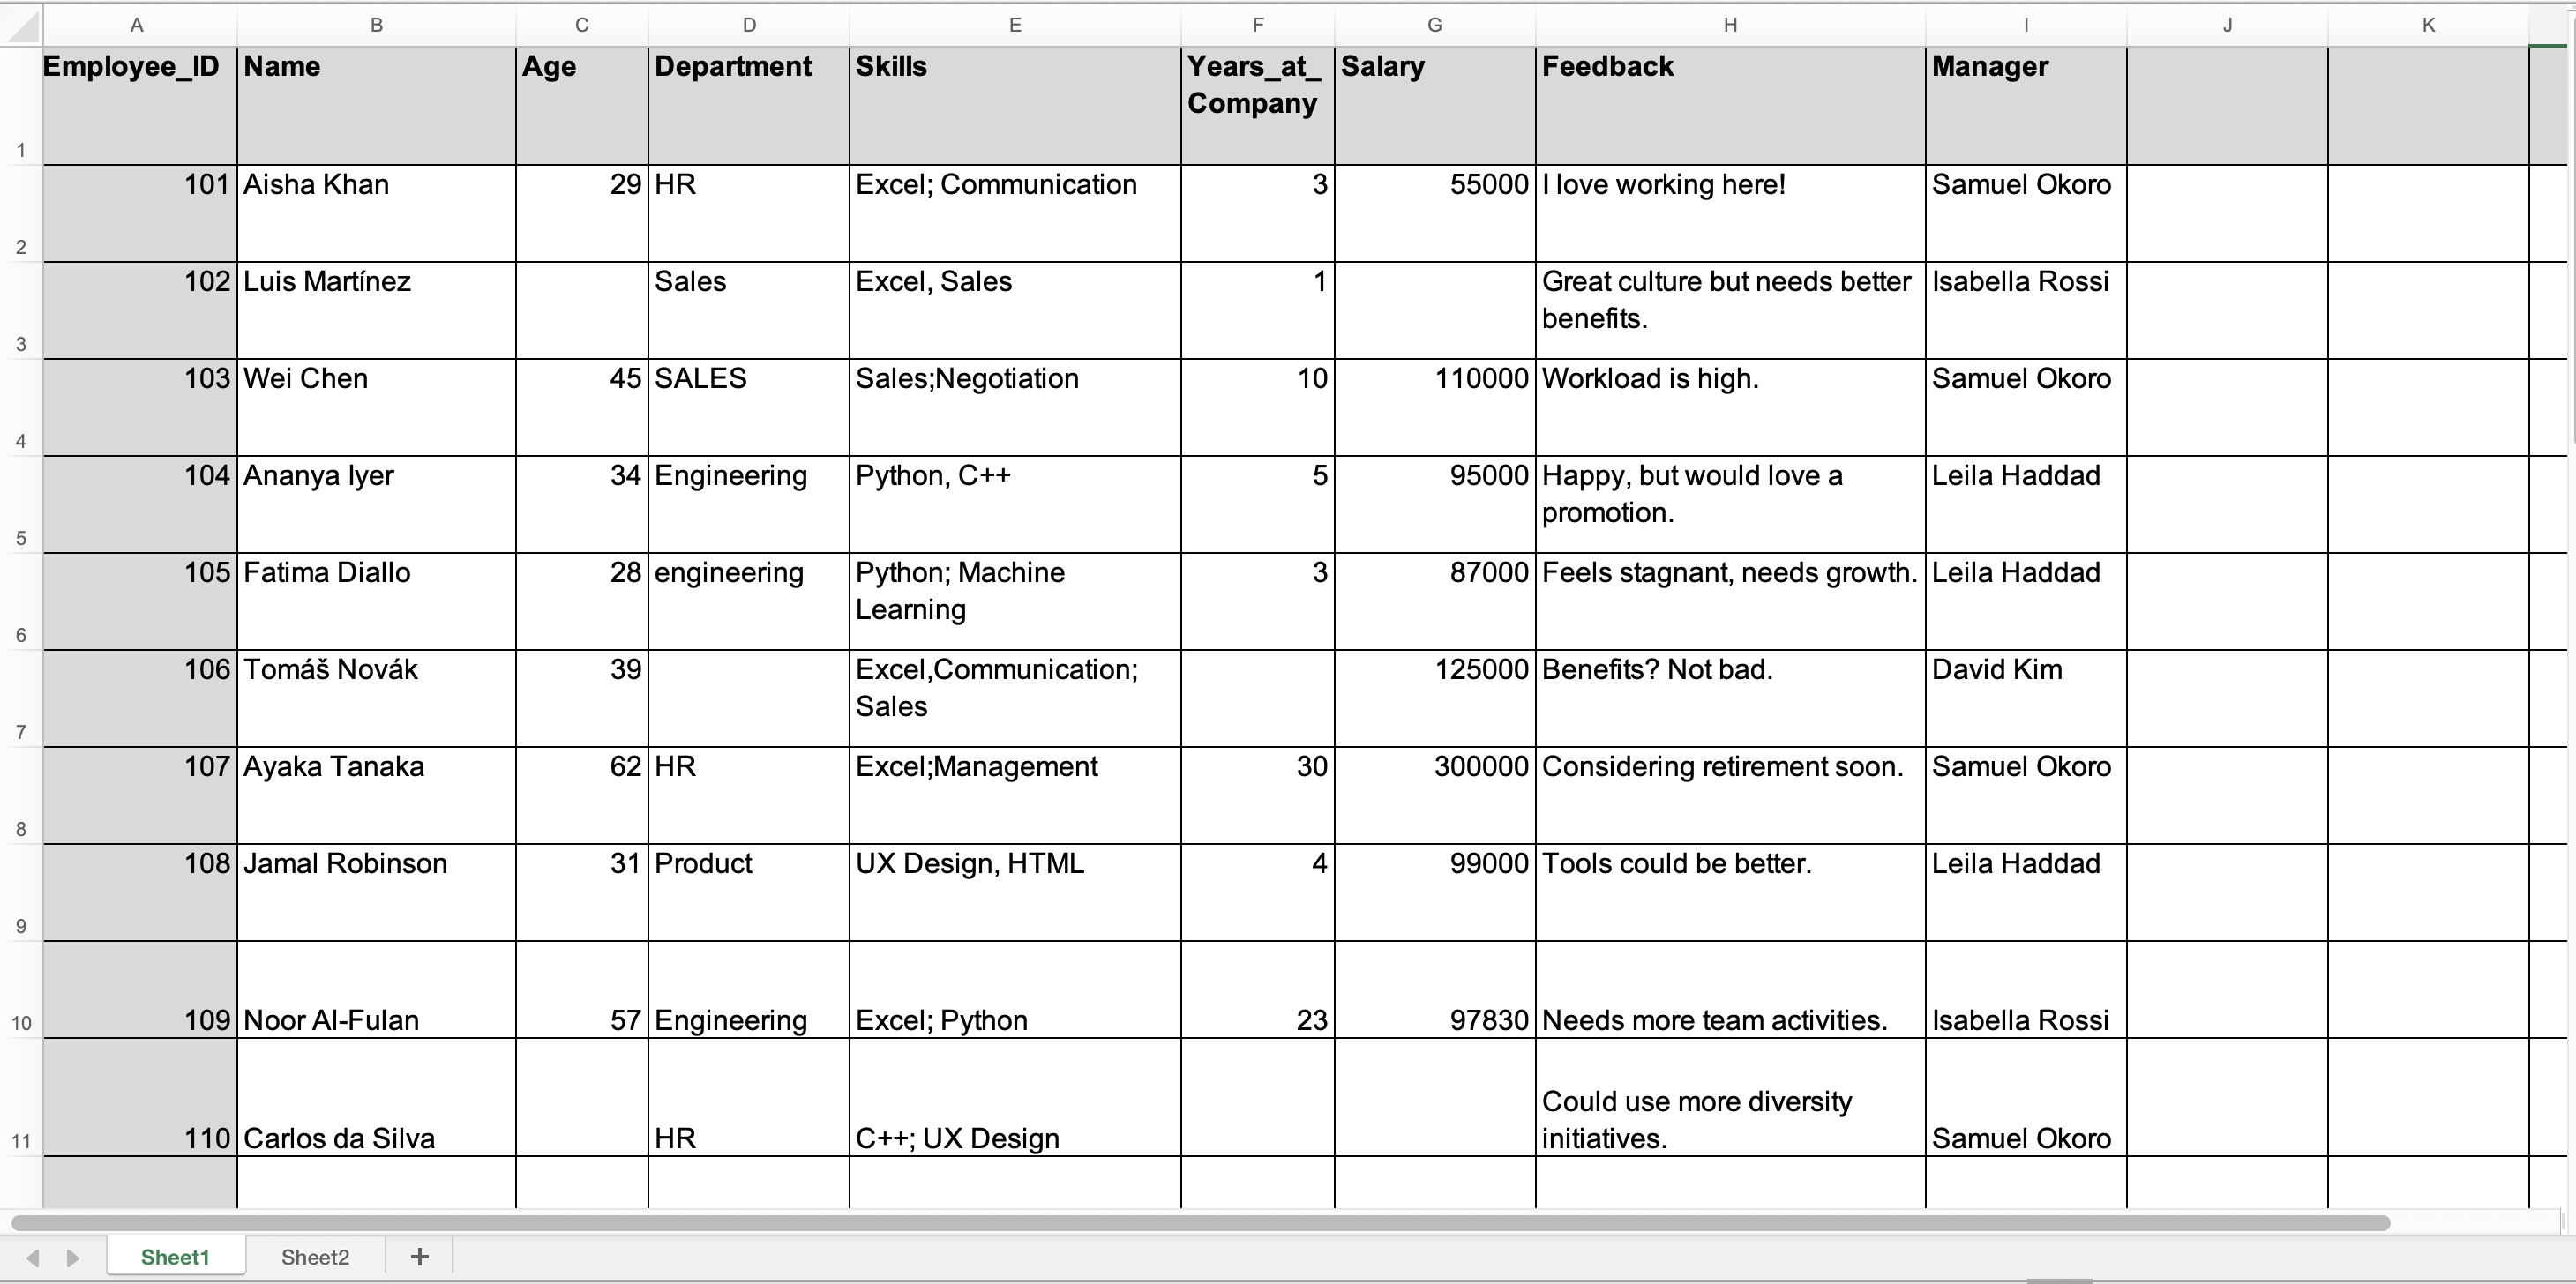 A B C D E F G H I J K
1 Employee_ID Name Age Department Skills Years_at_ Salary Feedback Manager
Company
2 101 Aisha Khan 29 HR Excel; Communication 3 55000 I love working here! Samuel Okoro
3 102 Luis Martínez Sales Excel, Sales 1 Great culture but needs better Isabella Rossi
benefits.
4 103 Wei Chen 45 SALES Sales;Negotiation 10 110000 Workload is high. Samuel Okoro
5 104 Ananya Iyer 34 Engineering Python, C++ 5 95000 Happy, but would love a Leila Haddad
promotion.
6 105 Fatima Diallo 28 engineering Python; Machine 3 87000 Feels stagnant, needs growth. Leila Haddad
Learning
7 106 Tomáš Novák 39 Excel,Communication; 125000 Benefits? Not bad. David Kim
Sales
8 107 Ayaka Tanaka 62 HR Excel;Management 30 300000 Considering retirement soon. Samuel Okoro
9 108 Jamal Robinson 31 Product UX Design, HTML 4 99000 Tools could be better. Leila Haddad
10 109 Noor Al-Fulan 57 Engineering Excel; Python 23 97830 Needs more team activities. Isabella Rossi
Could use more diversity
11 110 Carlos da Silva HR C++; UX Design initiatives. Samuel Okoro
Sheet1 Sheet2 +